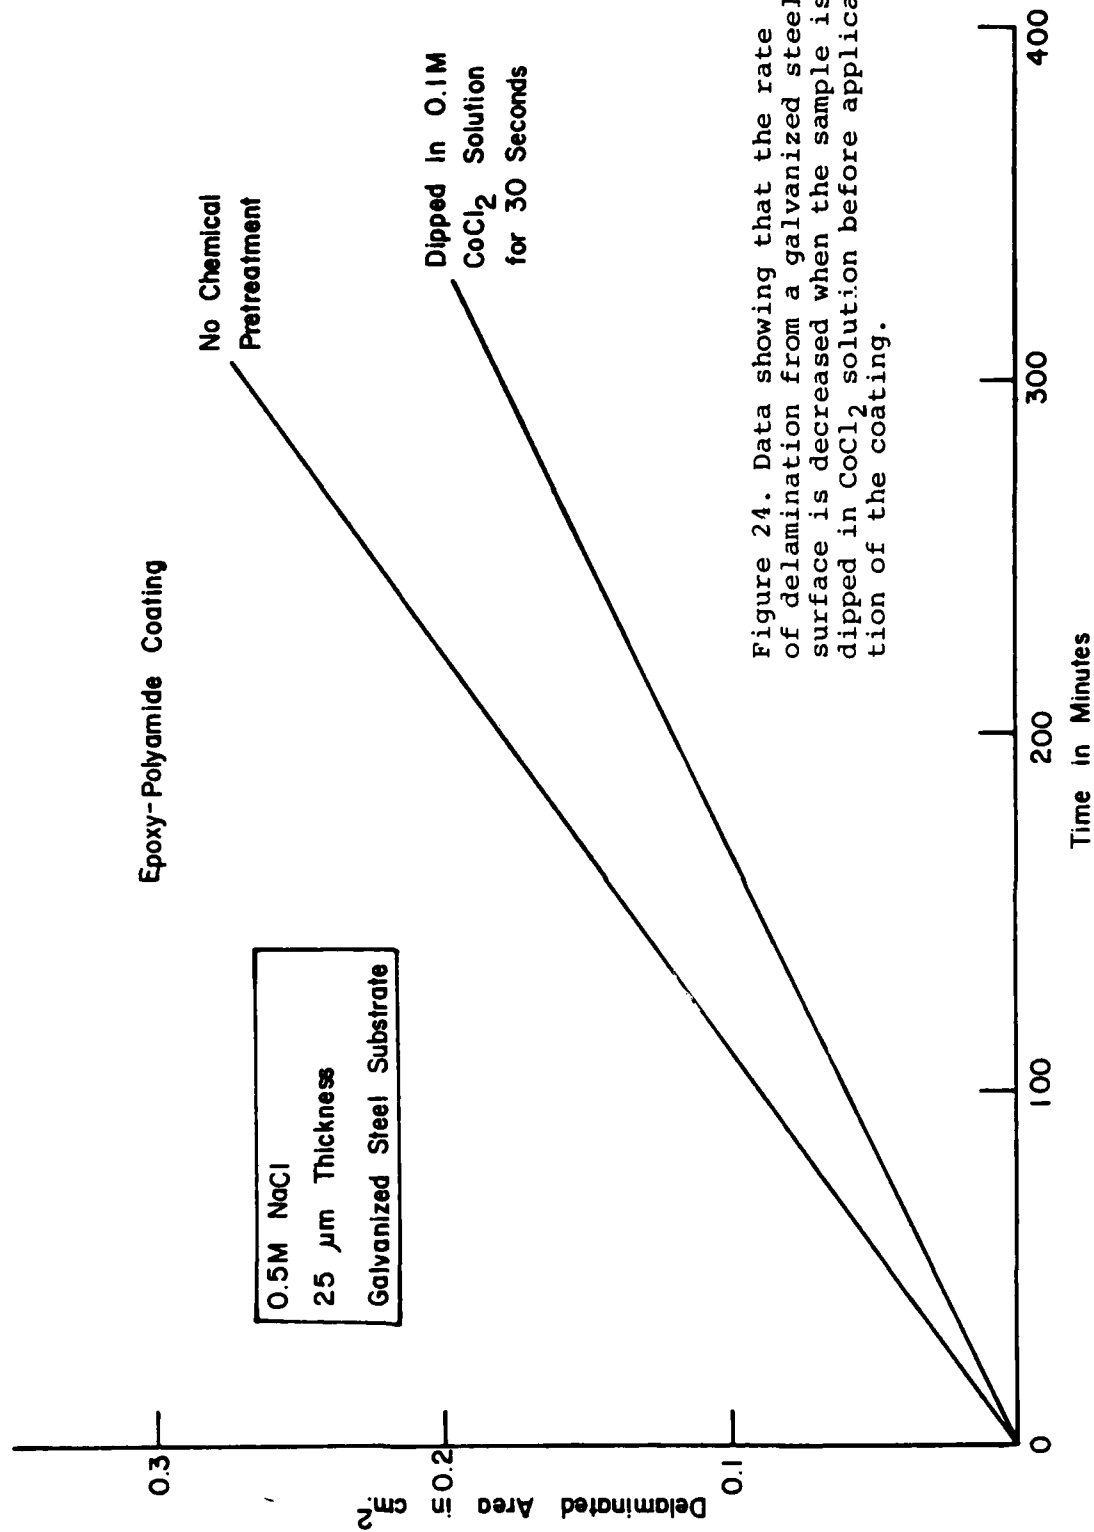 Epoxy-Polyamide Coating
0.5M NaCl
25 μm Thickness
Galvanized Steel Substrate
No Chemical
Pretreatment
Dipped In 0.1M
CoCl2 Solution
for 30 Seconds
Delaminated Area in cm.2
0.3
0.2
0.1
0
100
200
300
400
Time in Minutes
Figure 24. Data showing that the rate
of delamination from a galvanized steel
surface is decreased when the sample is
dipped in CoCl2 solution before applica
tion of the coating.